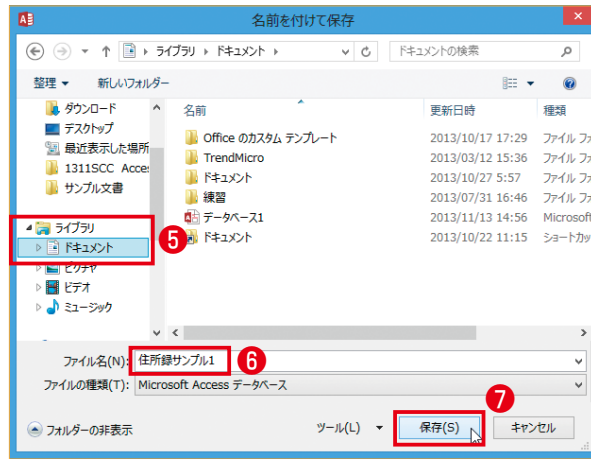 名前を付けて保存
ライブラリ ドキュメント
ドキュメントの検索
整理 新しいフォルダー
ダウンロード
デスクトップ
最近表示した場所
1311SCC Acces
サンプル文書
ライブラリ
ドキュメント
ピクチャ
ビデオ
ミュージック
5
名前 更新日時 種類
Office のカスタム テンプレート 2013/10/17 17:29 ファイル フ
TrendMicro 2013/03/12 15:36 ファイル フ
ドキュメント 2013/10/27 5:57 ファイル フ
練習 2013/07/31 16:46 ファイル フ
データベース1 2013/11/13 14:56 Microsoft
ドキュメント 2013/10/22 11:15 ショートカッ
ファイル名(N): 住所録サンプル1
6
ファイルの種類(T): Microsoft Access データベース
7
フォルダーの非表示 ツール(L) 保存(S) キャンセル